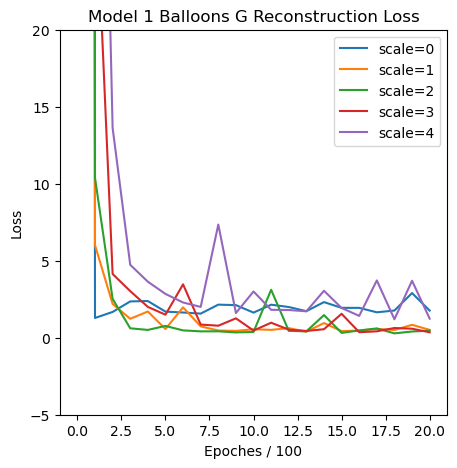 Model 1 Balloons G Reconstruction Loss
20
15
10
5
0
−5
Loss
scale=0
scale=1
scale=2
scale=3
scale=4
0.0 2.5 5.0 7.5 10.0 12.5 15.0 17.5 20.0
Epoches / 100